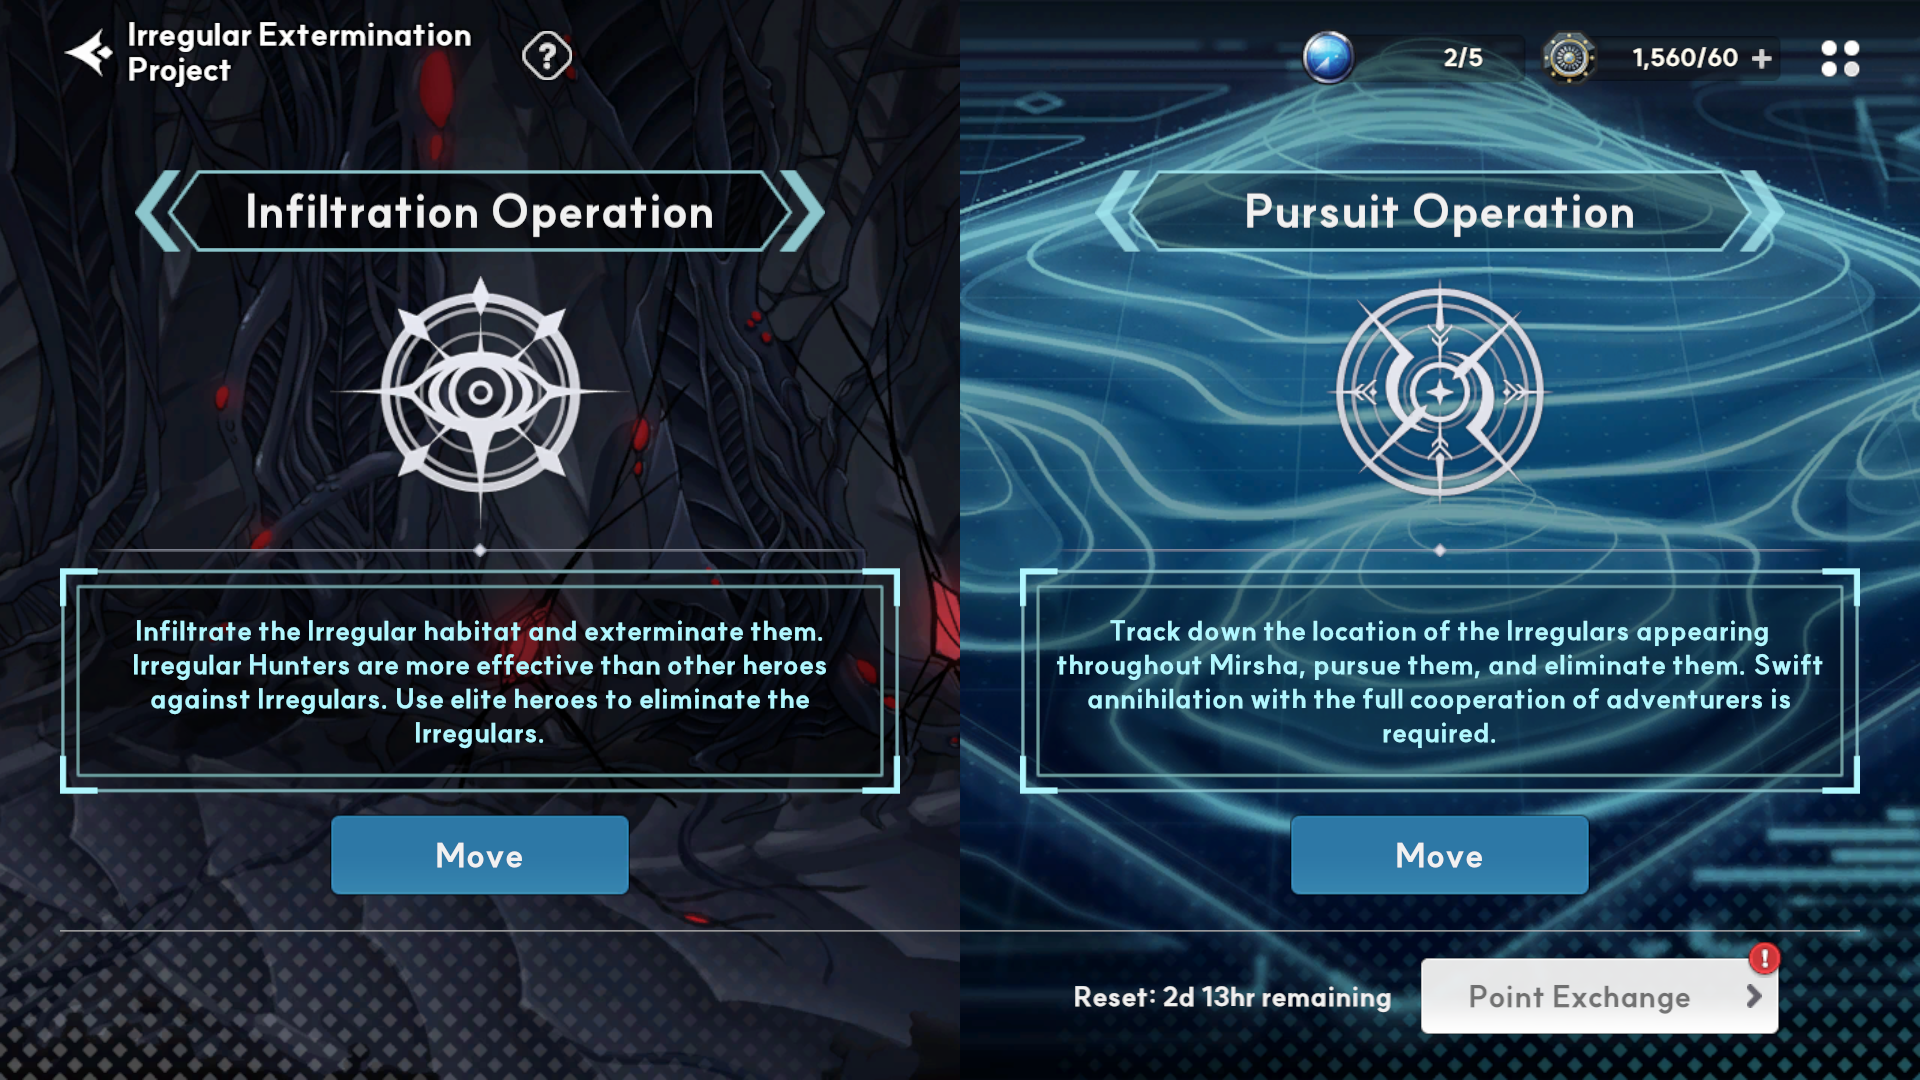 Irregular Extermination
Project
?
2/5
1,560/60 +
Infiltration Operation
Infiltrate the Irregular habitat and exterminate them.
Irregular Hunters are more effective than other heroes
against Irregulars. Use elite heroes to eliminate the
Irregulars.
Move
Pursuit Operation
Track down the location of the Irregulars appearing
throughout Mirsha, pursue them, and eliminate them. Swift
annihilation with the full cooperation of adventurers is
required.
Move
Reset: 2d 13hr remaining
Point Exchange
!